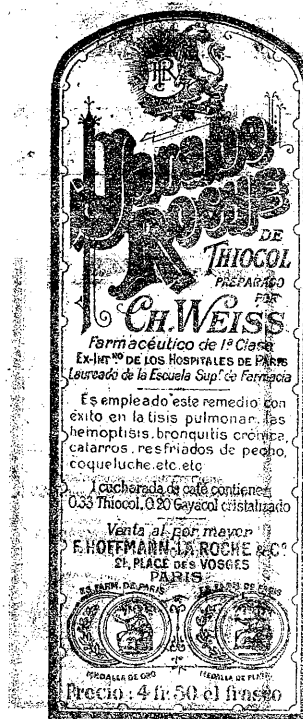 Jarabe
Roche
DE
THIOCOL
PREPARADO
POR
CH. WEISS
Farmacéutico de 1ª Clase
Ex-Intº DE LOS HOSPITALES DE PARIS
Laureado de la Escuela Supr. de Farmacia
Es empleado este remedio con
éxito en la tisis pulmonar, las
hemoptisis, bronquitis crónica,
catarros, resfriados de pecho,
coqueluche, etc. etc
1 cucharada de café contiene:
0.33 Thiocol, 0.20 Gayacol cristalizado
Venta al por mayor
F. HOFFMANN-LA ROCHE & Cº
21, PLACE DES VOSGES
PARIS
FARM. DE PARIS
MEDALLA DE ORO
MEDALLA DE PLATA
Precio: 4 fr. 50 el frasco